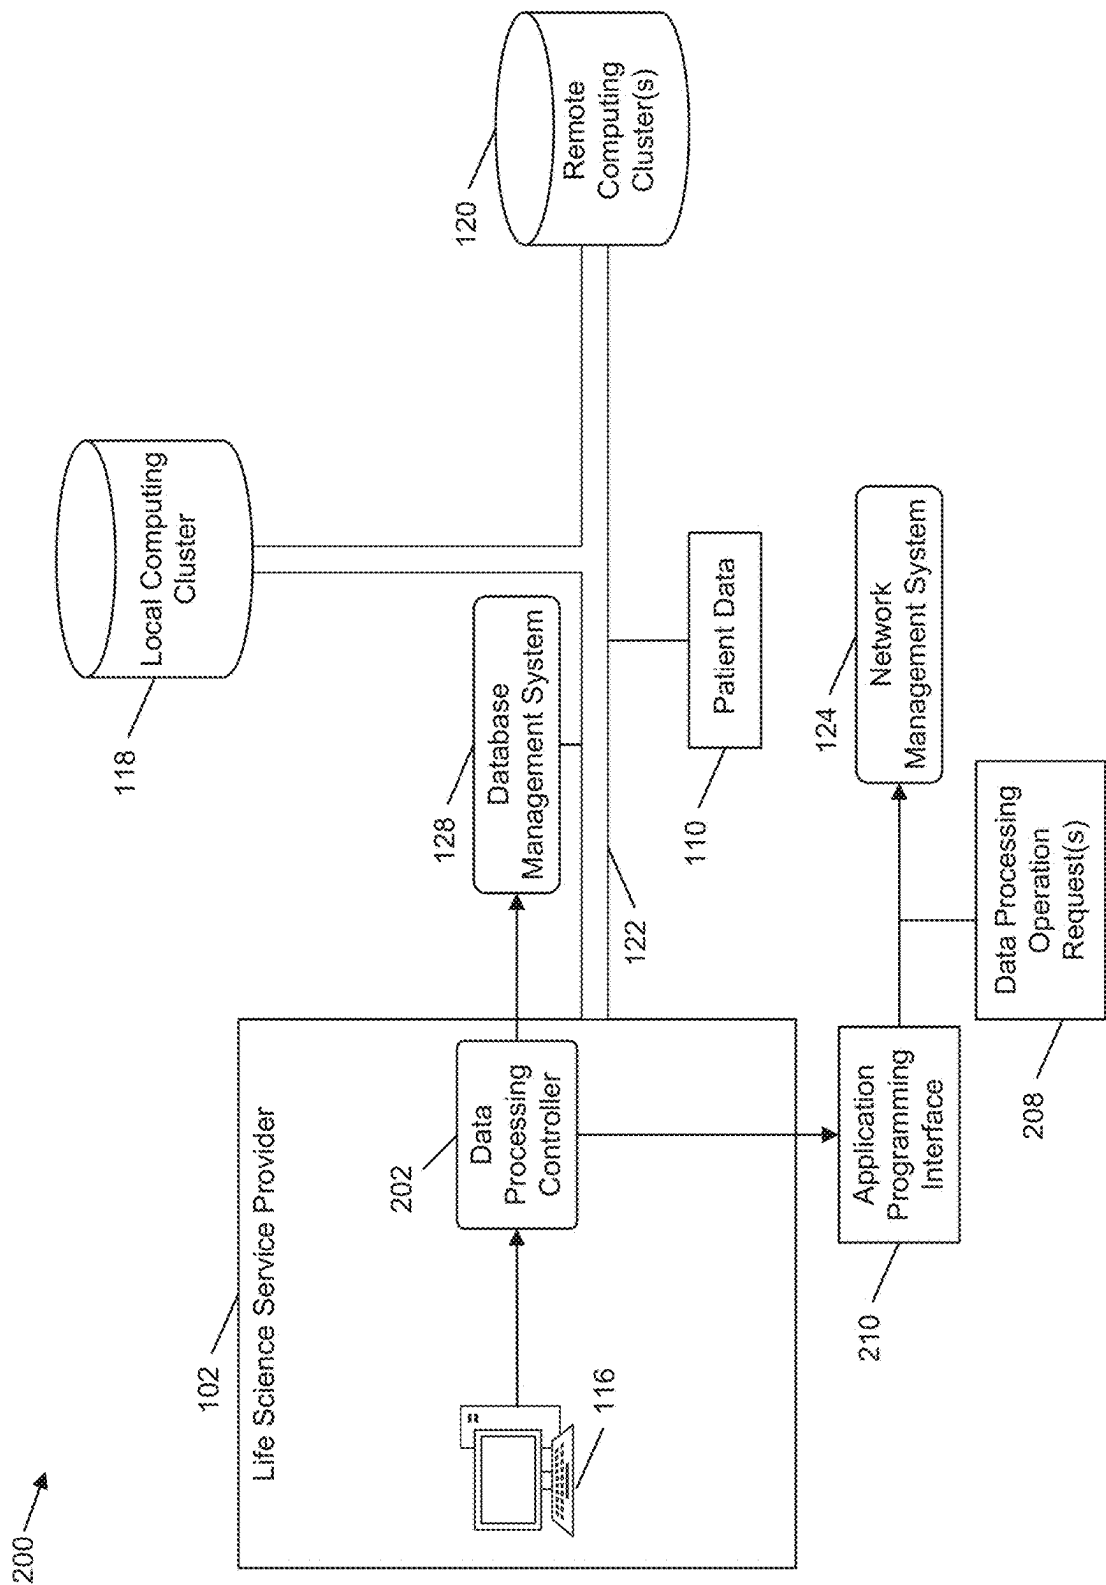 200
102
Life Science Service Provider
116
202
Data
Processing
Controller
128
Database
Management System
118
Local Computing
Cluster
120
Remote
Computing
Cluster(s)
122
110
Patient Data
210
Application
Programming
Interface
124
Network
Management System
208
Data Processing
Operation
Request(s)